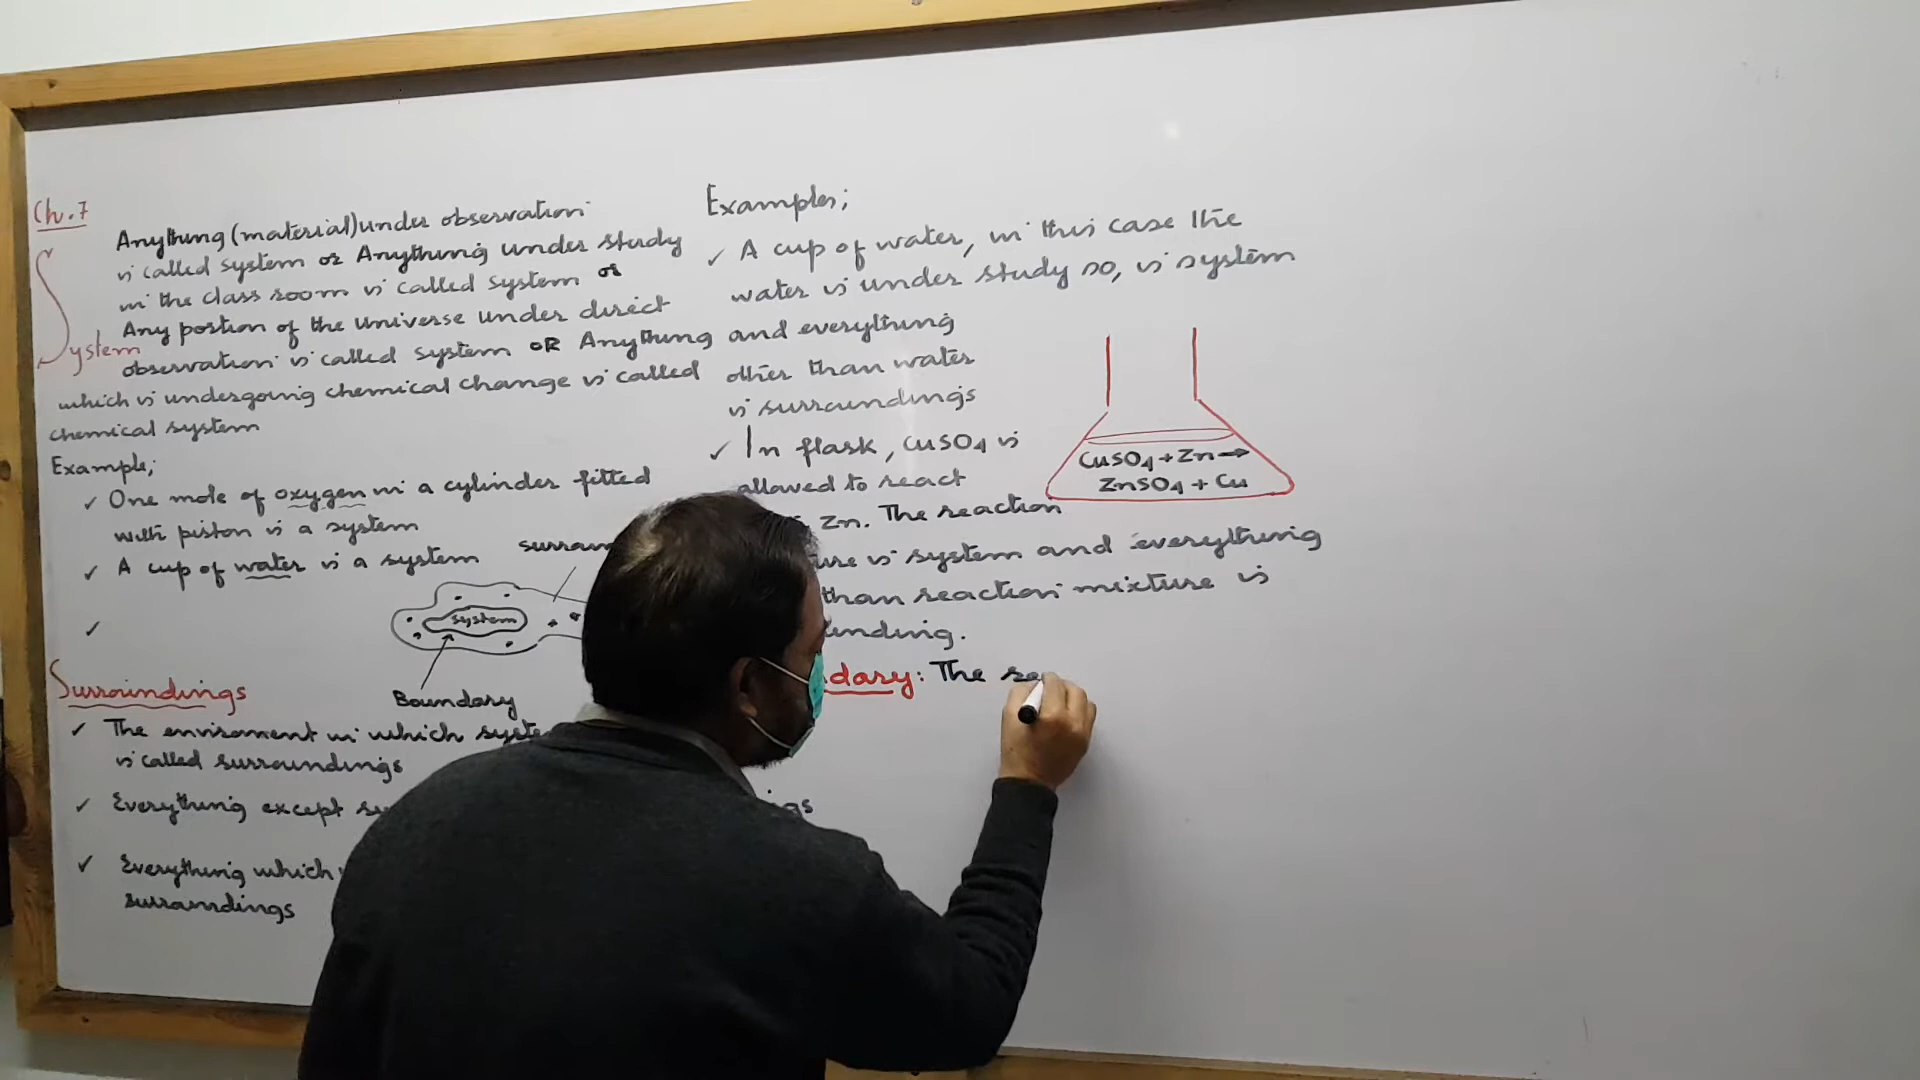 Ch.7
System
Anything (material) under observation
is called system or Anything under study
in the class room is called system or
Any portion of the universe under direct
observation is called system OR Anything
which is undergoing chemical change is called
chemical system
Example;
✓ One mole of oxygen in a cylinder fitted
with piston is a system
✓ A cup of water is a system
✓
system
Boundary
Surroundings
✓ The enviroment in which
is called surroundings
✓ Everything except
✓ Everything which
surroundings
Examples;
✓ A cup of water, in this case the
water is under study so, is system
and everything
other than water
is surroundings
✓ In flask, CuSO4 is
allowed to react
Zn. The reaction
is system and everything
than reaction mixture is
CuSO4 + Zn →
ZnSO4 + Cu
: The